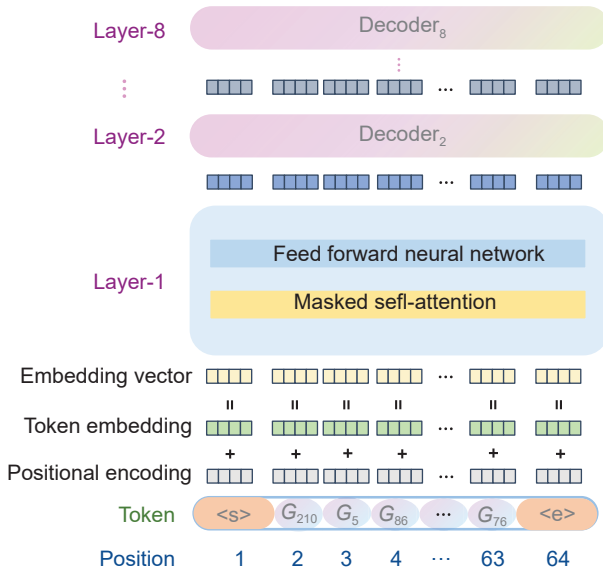 Layer-8 Decoder₈
⋮ ⋮
...
Layer-2 Decoder₂
...
Feed forward neural network
Layer-1
Masked sefl-attention
Embedding vector ...
= = = = = =
Token embedding ...
+ + + + + +
Positional encoding ...
Token <s> G₂₁₀ G₅ G₈₆ ... G₇₆ <e>
Position 1 2 3 4 ... 63 64